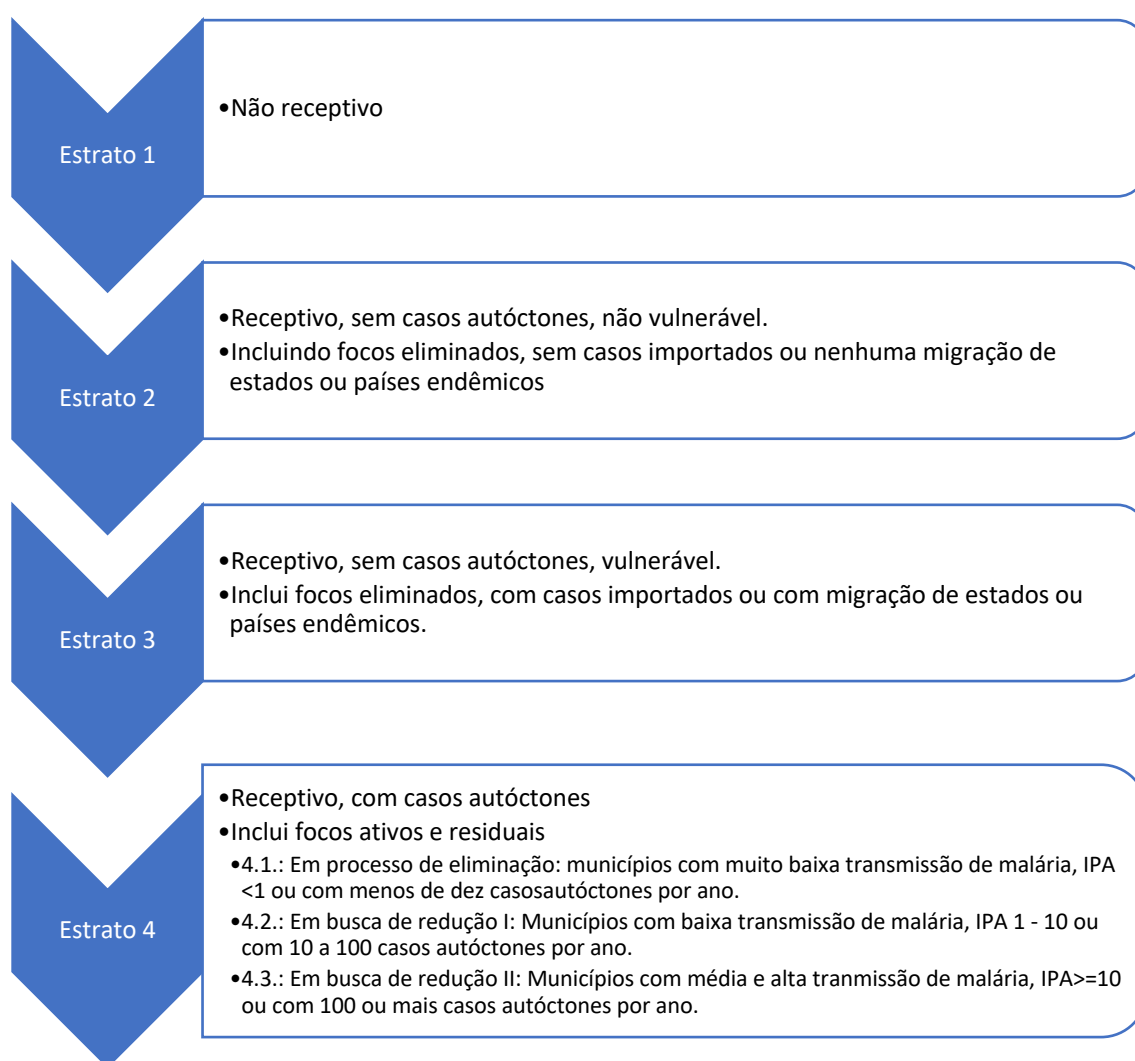 Estrato 1
•Não receptivo
Estrato 2
•Receptivo, sem casos autóctones, não vulnerável.
•Incluindo focos eliminados, sem casos importados ou nenhuma migração de
estados ou países endêmicos
Estrato 3
•Receptivo, sem casos autóctones, vulnerável.
•Inclui focos eliminados, com casos importados ou com migração de estados ou
países endêmicos.
Estrato 4
•Receptivo, com casos autóctones
•Inclui focos ativos e residuais
•4.1.: Em processo de eliminação: municípios com muito baixa transmissão de malária, IPA
<1 ou com menos de dez casosautóctones por ano.
•4.2.: Em busca de redução I: Municípios com baixa transmissão de malária, IPA 1 - 10 ou
com 10 a 100 casos autóctones por ano.
•4.3.: Em busca de redução II: Municípios com média e alta tranmissão de malária, IPA>=10
ou com 100 ou mais casos autóctones por ano.